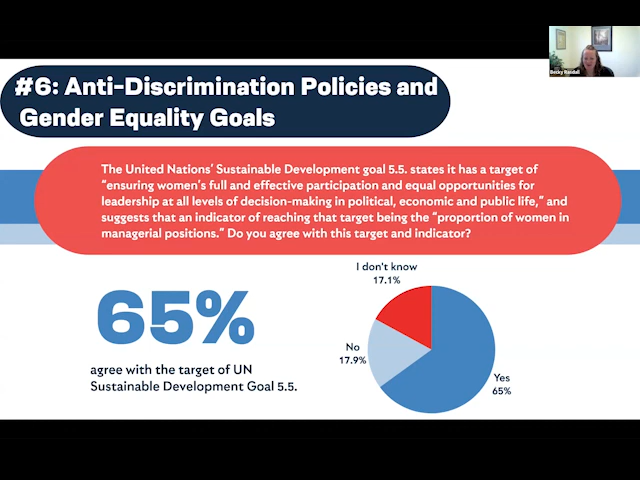 Becky Randall
#6: Anti-Discrimination Policies and
Gender Equality Goals
The United Nations' Sustainable Development goal 5.5. states it has a target of
“ensuring women's full and effective participation and equal opportunities for
leadership at all levels of decision-making in political, economic and public life,” and
suggests that an indicator of reaching that target being the “proportion of women in
managerial positions.” Do you agree with this target and indicator?
65%
agree with the target of UN
Sustainable Development Goal 5.5.
I don't know
17.1%
No
17.9%
Yes
65%